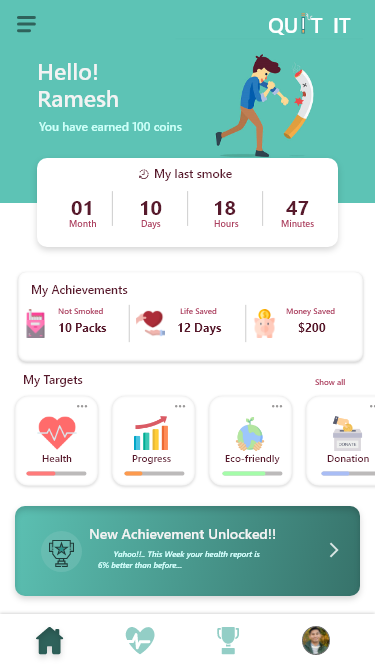 QUIT IT
Hello!
Ramesh
You have earned 100 coins
My last smoke
01 10 18 47
Month Days Hours Minutes
My Achievements
Not Smoked Life Saved Money Saved
10 Packs 12 Days $200
My Targets Show all
DONATE
Health Progress Eco-friendly Donation
New Achievement Unlocked!!
Yahoo!!.. This Week your health report is
6% better than before...